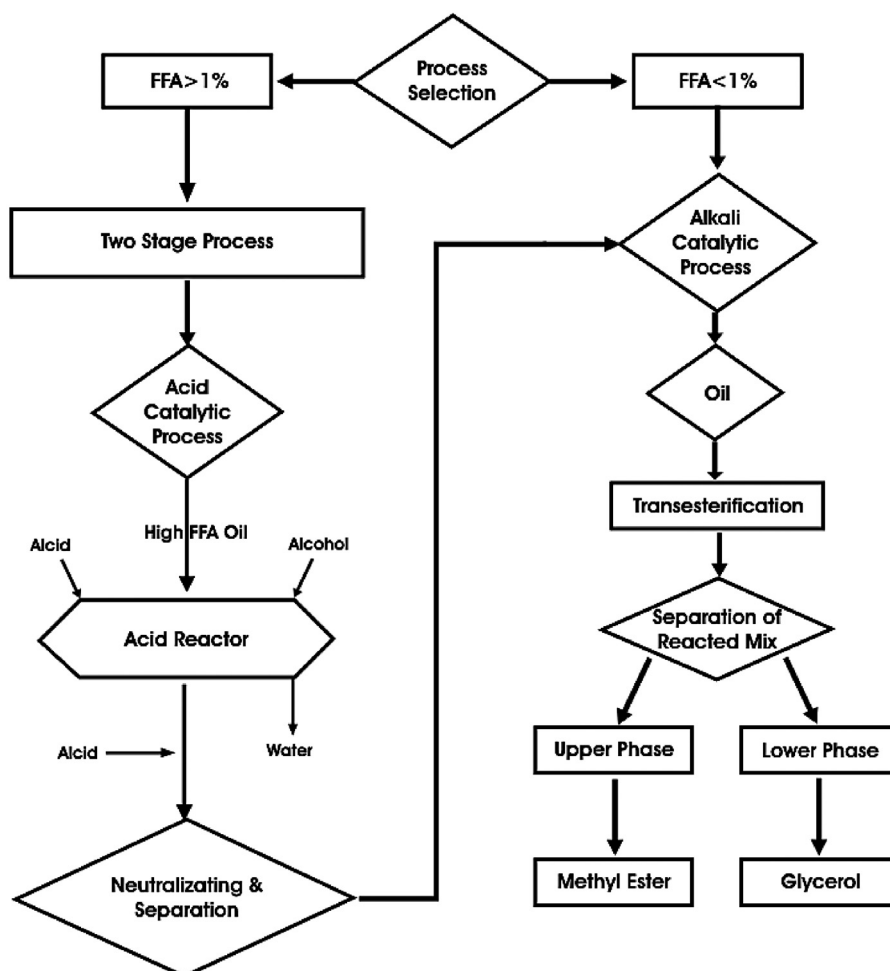 Process
Selection
FFA>1%
FFA<1%
Two Stage Process
Alkali
Catalytic
Process
Acid
Catalytic
Process
Oil
High FFA Oil
Transesterification
Alcid
Alcohol
Acid Reactor
Separation of
Reacted Mix
Alcid
Water
Upper Phase
Lower Phase
Neutralizating &
Separation
Methyl Ester
Glycerol